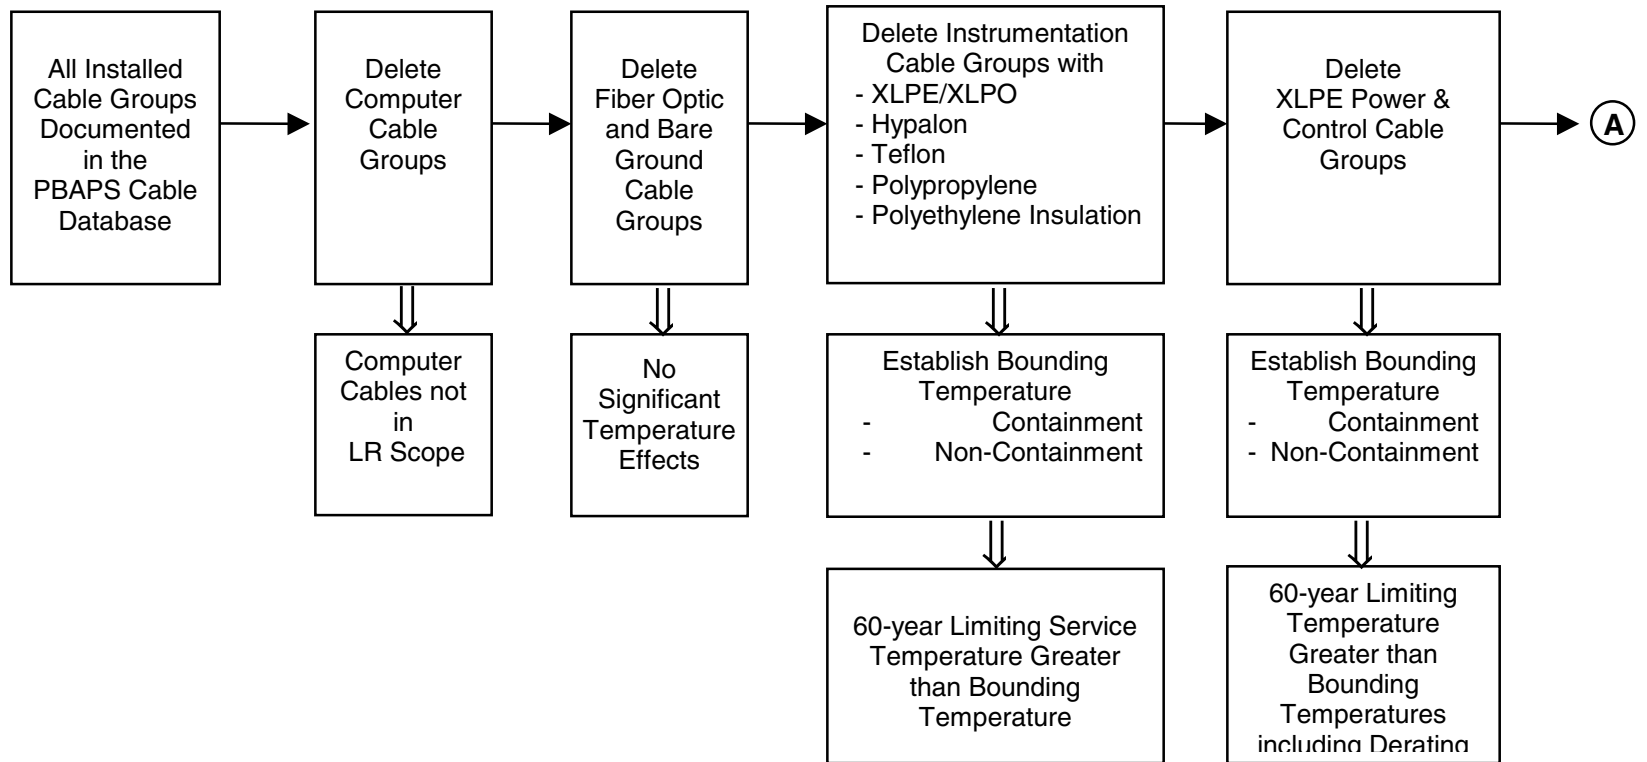 All Installed
Cable Groups
Documented
in the
PBAPS Cable
Database
Delete
Computer
Cable
Groups
Delete
Fiber Optic
and Bare
Ground
Cable
Groups
Delete Instrumentation
Cable Groups with
- XLPE/XLPO
- Hypalon
- Teflon
- Polypropylene
- Polyethylene Insulation
Delete
XLPE Power &
Control Cable
Groups
A
Computer
Cables not
in
LR Scope
No
Significant
Temperature
Effects
Establish Bounding
Temperature
- Containment
- Non-Containment
Establish Bounding
Temperature
- Containment
- Non-Containment
60-year Limiting Service
Temperature Greater
than Bounding
Temperature
60-year Limiting
Temperature
Greater than
Bounding
Temperatures
including Derating